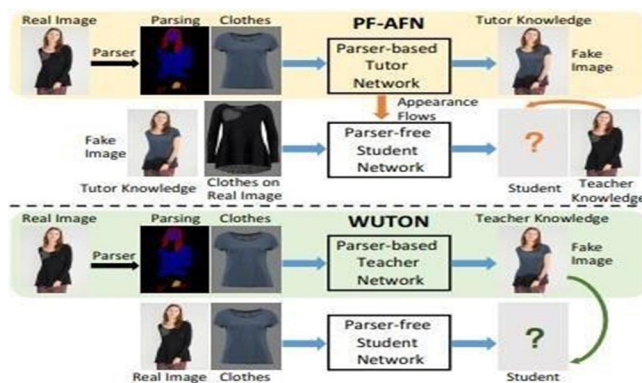 Real Image Parsing Clothes PF-AFN Tutor Knowledge
Parser
Parser-based
Tutor
Network
Fake
Image
Appearance
Flows
Fake
Image
Parser-free
Student
Network
?
Tutor Knowledge Clothes on
Real Image
Student Teacher
Knowledge
Real Image Parsing Clothes WUTON Teacher Knowledge
Parser
Parser-based
Teacher
Network
Fake
Image
Parser-free
Student
Network
?
Real Image Clothes Student